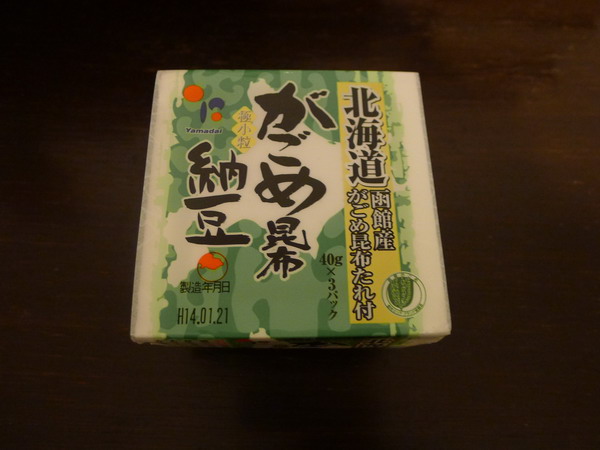 北海道
函館産
がごめ昆布たれ付
がごめ昆布
極小粒
納豆
40g×3パック
Yamadai
製造年月日
H14.01.21